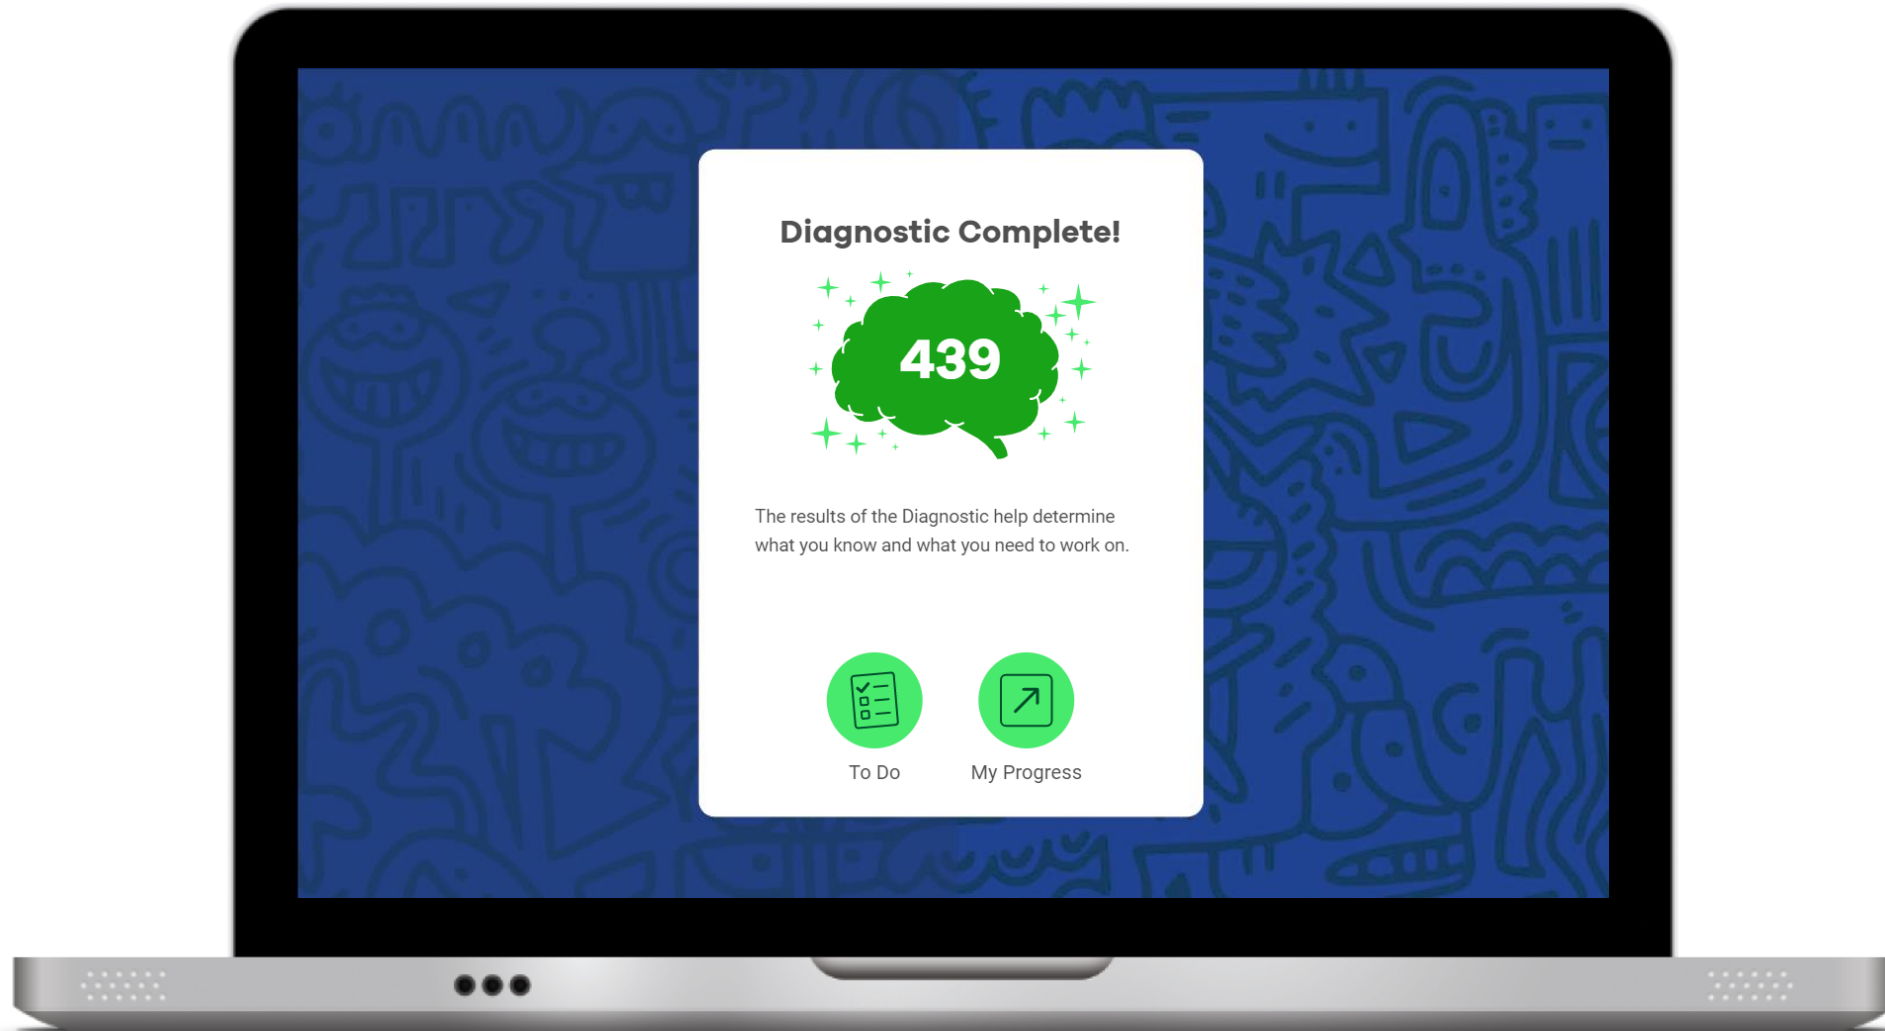 Diagnostic Complete!
439
The results of the Diagnostic help determine
what you know and what you need to work on.
To Do
My Progress